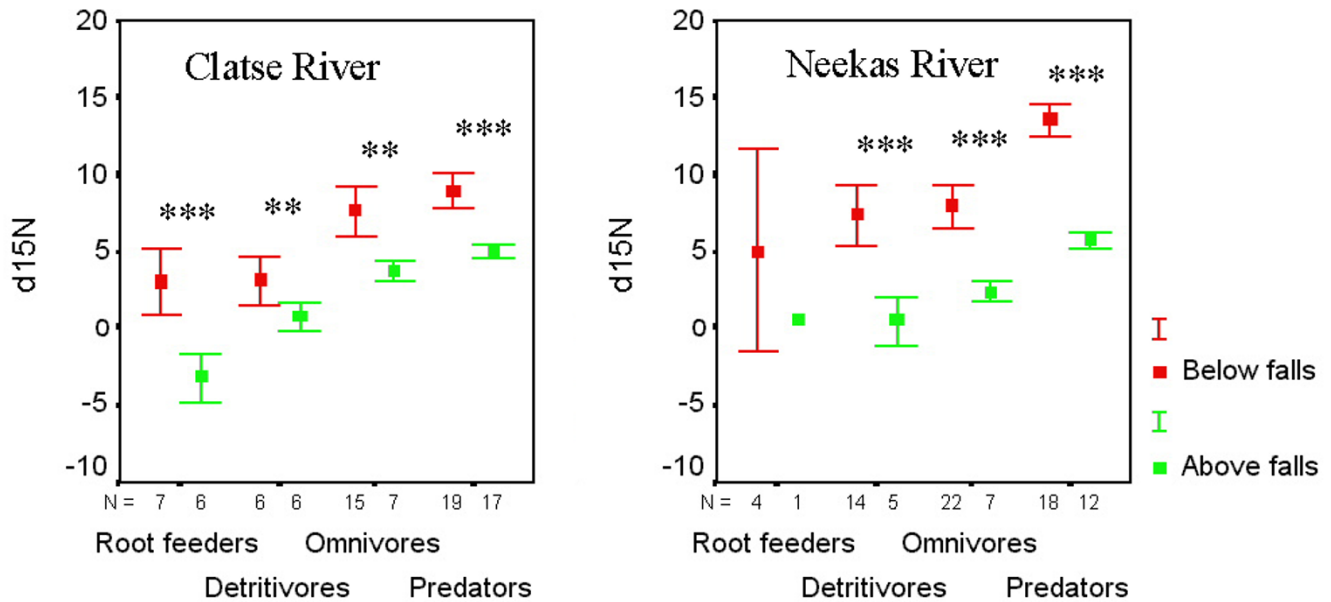 Clatse River
d15N
20
15
10
5
0
-5
-10
*** ** ** ***
N = 7 6 6 6 15 7 19 17
Root feeders Omnivores
Detritivores Predators
Neekas River
d15N
20
15
10
5
0
-5
-10
*** *** ***
N = 4 1 14 5 22 7 18 12
Root feeders Omnivores
Detritivores Predators
Below falls
Above falls